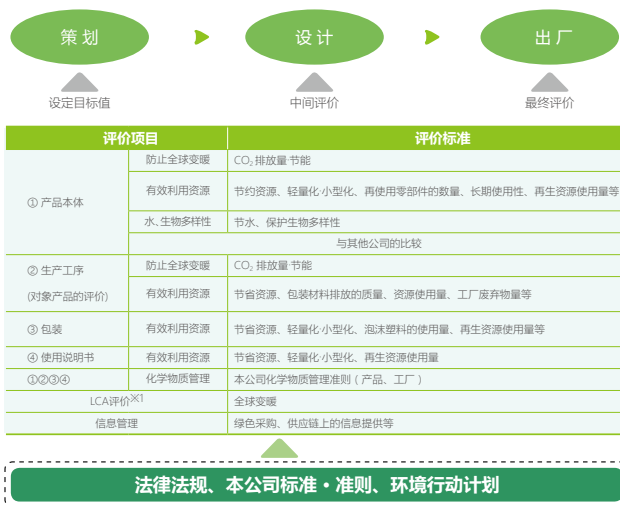 策划
设计
出厂
设定目标值
中间评价
最终评价
评价项目
评价标准
① 产品本体
防止全球变暖
CO₂ 排放量·节能
有效利用资源
节约资源、轻量化·小型化、再使用零部件的数量、长期使用性、再生资源使用量等
水、生物多样性
节水、保护生物多样性
与其他公司的比较
② 生产工序
(对象产品的评价)
防止全球变暖
CO₂ 排放量·节能
有效利用资源
节省资源、包装材料排放的质量、资源使用量、工厂废弃物量等
③ 包装
有效利用资源
节省资源、轻量化·小型化、泡沫塑料的使用量、再生资源使用量等
④ 使用说明书
有效利用资源
节省资源、轻量化·小型化、再生资源使用量
①②③④
化学物质管理
本公司化学物质管理准则（产品、工厂）
LCA评价※1
全球变暖
信息管理
绿色采购、供应链上的信息提供等
法律法规、本公司标准・准则、环境行动计划